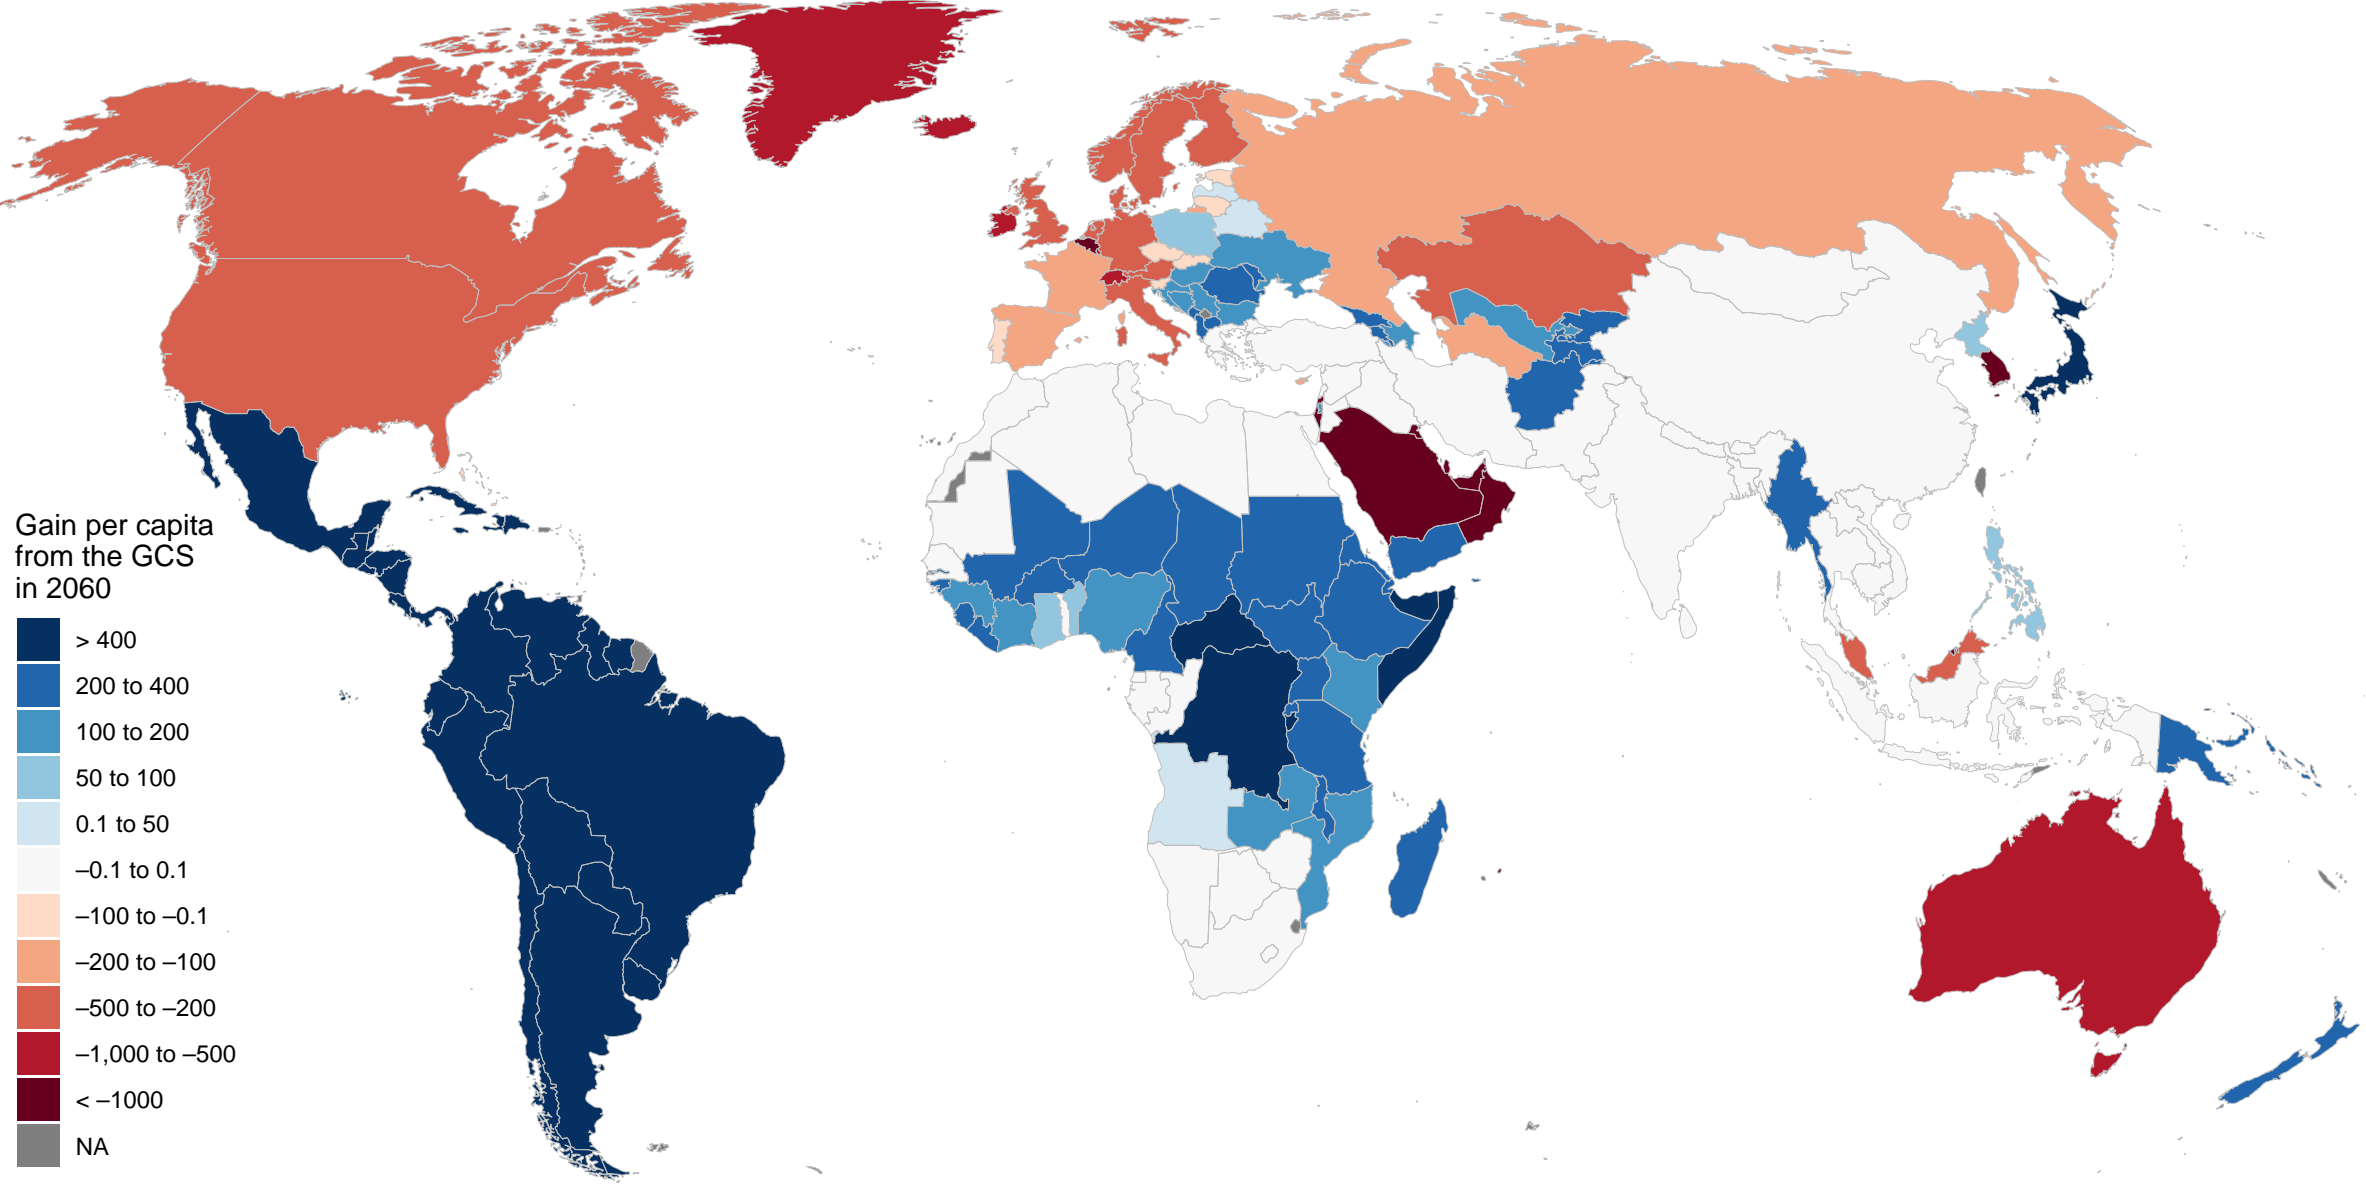 Gain per capita
from the GCS
in 2060
> 400
200 to 400
100 to 200
50 to 100
0.1 to 50
–0.1 to 0.1
–100 to –0.1
–200 to –100
–500 to –200
–1,000 to –500
< –1000
NA